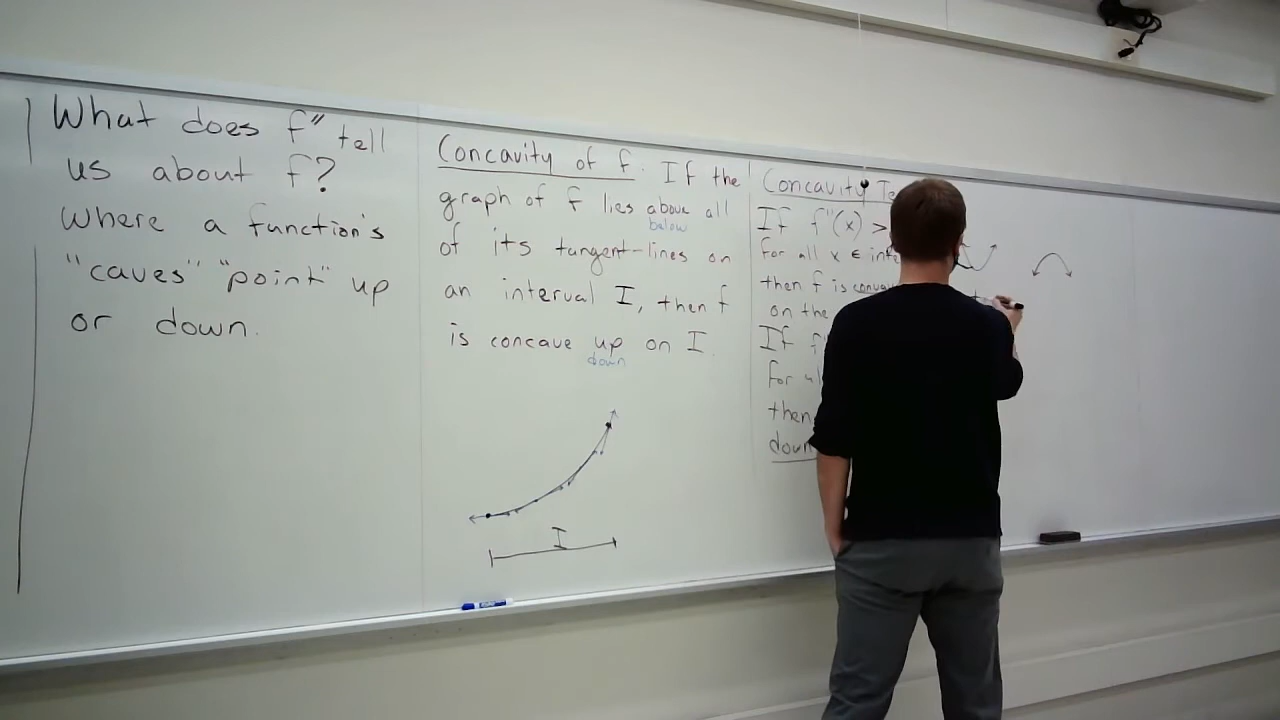 What does f" tell
us about f?
Where a function's
"caves" "point" up
or down.
Concavity of f. If the
graph of f lies above all
below
of its tangent-lines on
an interval I, then f
is concave up on I.
down
I
Concavity
If f"(x) >
for all x ∈
then f is
on the
If
for
then
down